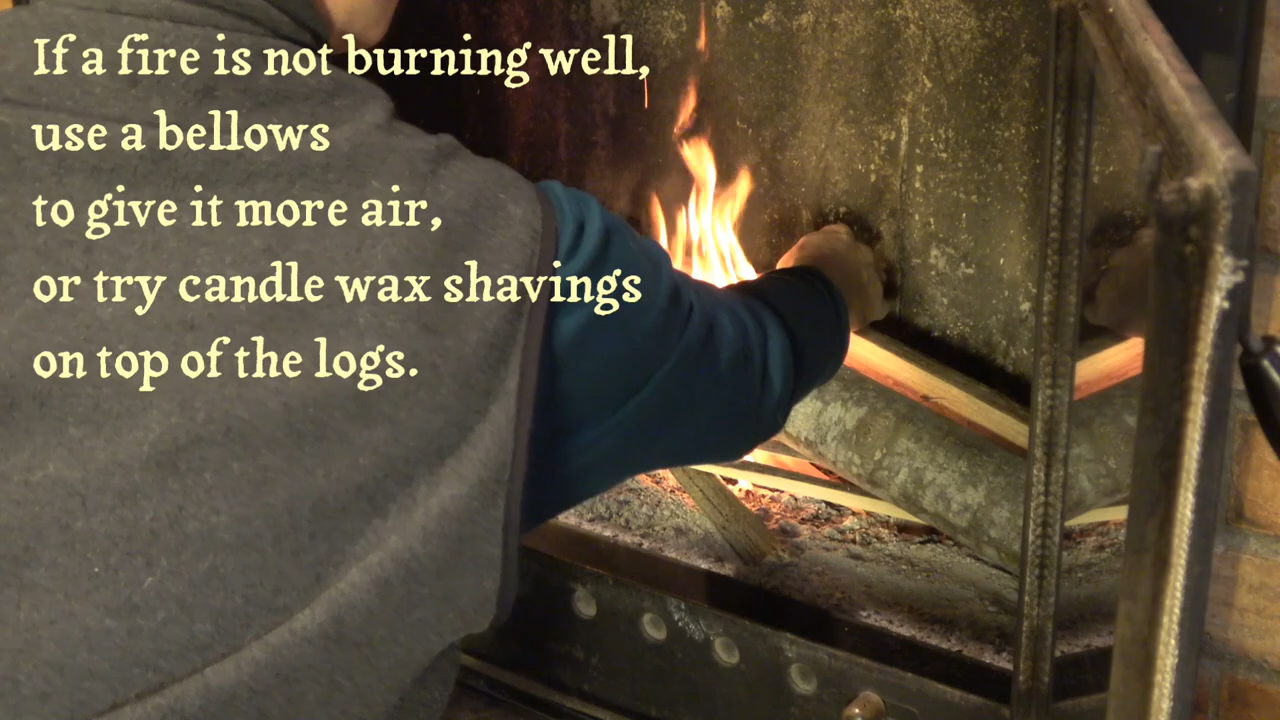 If a fire is not burning well,
use a bellows
to give it more air,
or try candle wax shavings
on top of the logs.